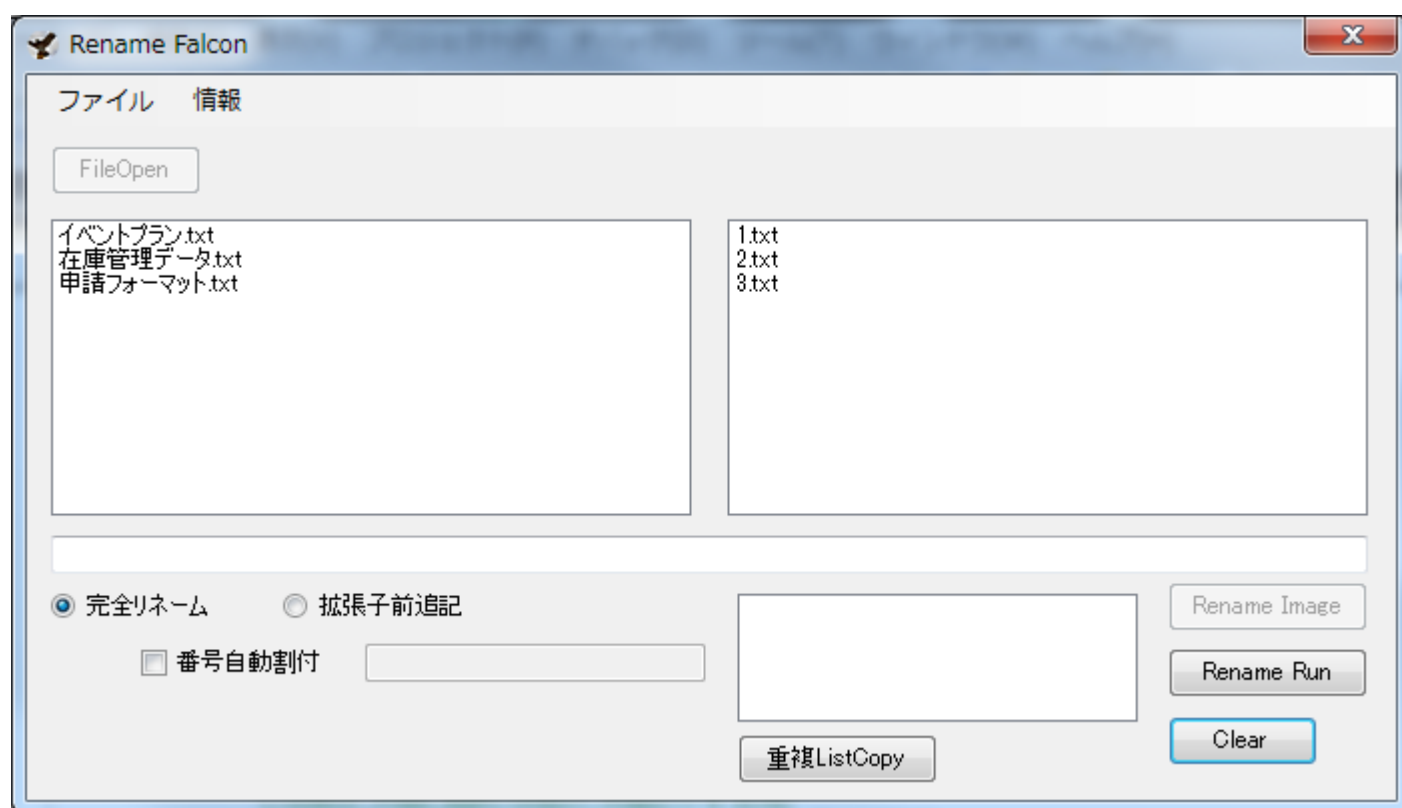 Rename Falcon
ファイル 情報
FileOpen
イベントプラン.txt
在庫管理データ.txt
申請フォーマット.txt
1.txt
2.txt
3.txt
完全リネーム 拡張子前追記
番号自動割付
Rename Image
Rename Run
Clear
重複ListCopy